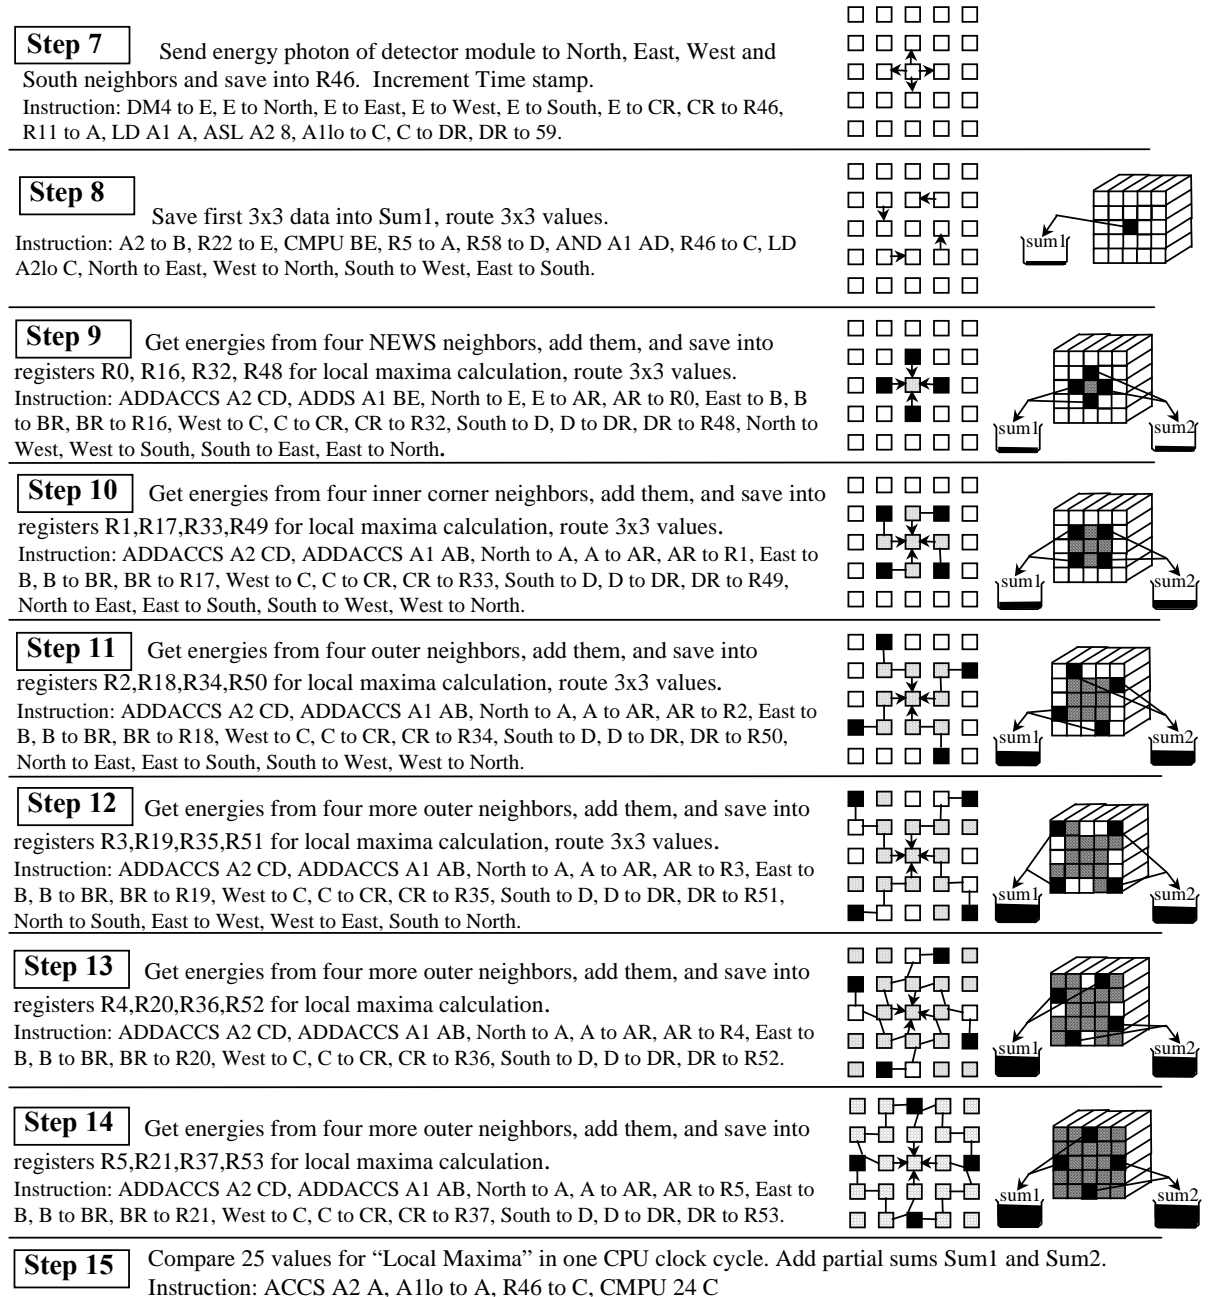 Step 7
Send energy photon of detector module to North, East, West and
South neighbors and save into R46.  Increment Time stamp.
Instruction: DM4 to E, E to North, E to East, E to West, E to South, E to CR, CR to R46,
R11 to A, LD A1 A, ASL A2 8, A1lo to C, C to DR, DR to 59.
Step 8
Save first 3x3 data into Sum1, route 3x3 values.
Instruction: A2 to B, R22 to E, CMPU BE, R5 to A, R58 to D, AND A1 AD, R46 to C, LD
A2lo C, North to East, West to North, South to West, East to South.
sum1
Step 9
Get energies from four NEWS neighbors, add them, and save into
registers R0, R16, R32, R48 for local maxima calculation, route 3x3 values.
Instruction: ADDACCS A2 CD, ADDS A1 BE, North to E, E to AR, AR to R0, East to B, B
to BR, BR to R16, West to C, C to CR, CR to R32, South to D, D to DR, DR to R48, North to
West, West to South, South to East, East to North.
sum1
sum2
Step 10
Get energies from four inner corner neighbors, add them, and save into
registers R1,R17,R33,R49 for local maxima calculation, route 3x3 values.
Instruction: ADDACCS A2 CD, ADDACCS A1 AB, North to A, A to AR, AR to R1, East to
B, B to BR, BR to R17, West to C, C to CR, CR to R33, South to D, D to DR, DR to R49,
North to East, East to South, South to West, West to North.
sum1
sum2
Step 11
Get energies from four outer neighbors, add them, and save into
registers R2,R18,R34,R50 for local maxima calculation, route 3x3 values.
Instruction: ADDACCS A2 CD, ADDACCS A1 AB, North to A, A to AR, AR to R2, East to
B, B to BR, BR to R18, West to C, C to CR, CR to R34, South to D, D to DR, DR to R50,
North to East, East to South, South to West, West to North.
sum1
sum2
Step 12
Get energies from four more outer neighbors, add them, and save into
registers R3,R19,R35,R51 for local maxima calculation, route 3x3 values.
Instruction: ADDACCS A2 CD, ADDACCS A1 AB, North to A, A to AR, AR to R3, East to
B, B to BR, BR to R19, West to C, C to CR, CR to R35, South to D, D to DR, DR to R51,
North to South, East to West, West to East, South to North.
sum1
sum2
Step 13
Get energies from four more outer neighbors, add them, and save into
registers R4,R20,R36,R52 for local maxima calculation.
Instruction: ADDACCS A2 CD, ADDACCS A1 AB, North to A, A to AR, AR to R4, East to
B, B to BR, BR to R20, West to C, C to CR, CR to R36, South to D, D to DR, DR to R52.
sum1
sum2
Step 14
Get energies from four more outer neighbors, add them, and save into
registers R5,R21,R37,R53 for local maxima calculation.
Instruction: ADDACCS A2 CD, ADDACCS A1 AB, North to A, A to AR, AR to R5, East to
B, B to BR, BR to R21, West to C, C to CR, CR to R37, South to D, D to DR, DR to R53.
sum1
sum2
Step 15
Compare 25 values for “Local Maxima” in one CPU clock cycle. Add partial sums Sum1 and Sum2.
Instruction: ACCS A2 A, A1lo to A, R46 to C, CMPU 24 C